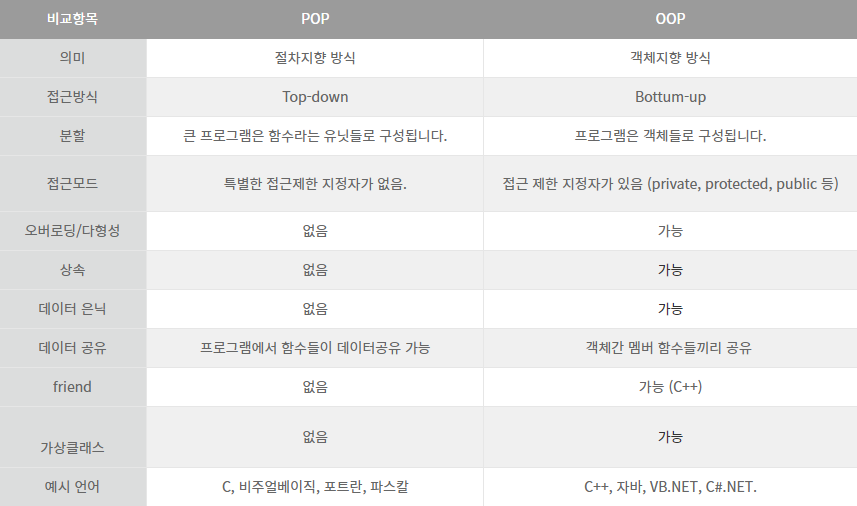 비교항목 POP OOP
의미 절차지향 방식 객체지향 방식
접근방식 Top-down Bottum-up
분할 큰 프로그램은 함수라는 유닛들로 구성됩니다. 프로그램은 객체들로 구성됩니다.
접근모드 특별한 접근제한 지정자가 없음. 접근 제한 지정자가 있음 (private, protected, public 등)
오버로딩/다형성 없음 가능
상속 없음 가능
데이터 은닉 없음 가능
데이터 공유 프로그램에서 함수들이 데이터공유 가능 객체간 멤버 함수들끼리 공유
friend 없음 가능 (C++)
가상클래스 없음 가능
예시 언어 C, 비주얼베이직, 포트란, 파스칼 C++, 자바, VB.NET, C#.NET.